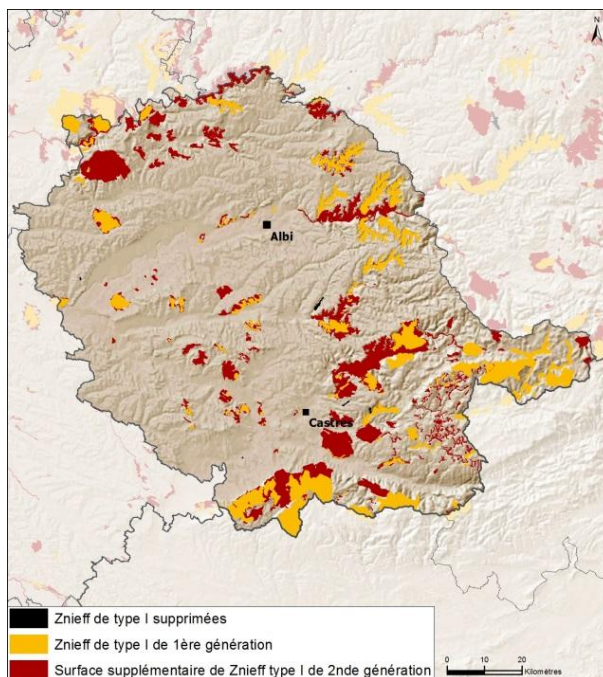 N
Albi
Castres
Znieff de type I supprimées
Znieff de type I de 1ère génération
Surface supplémentaire de Znieff type I de 2nde génération
0 10 20
Kilomètres